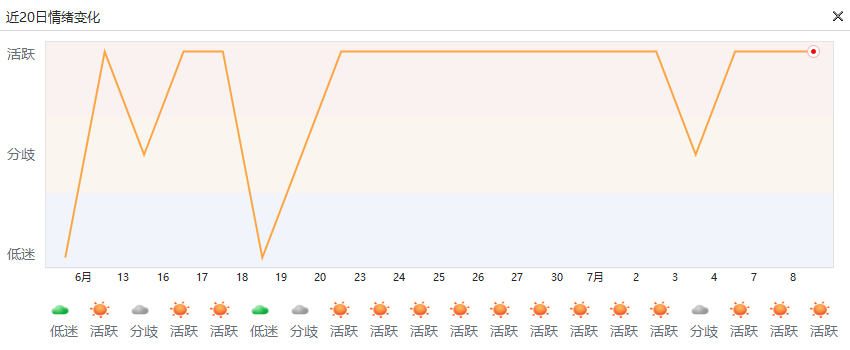 近20日情绪变化
活跃
分歧
低迷
6月 13 16 17 18 19 20 23 24 25 26 27 30 7月 2 3 4 7 8
低迷 活跃 分歧 活跃 活跃 低迷 分歧 活跃 活跃 活跃 活跃 活跃 活跃 活跃 活跃 活跃 分歧 活跃 活跃 活跃